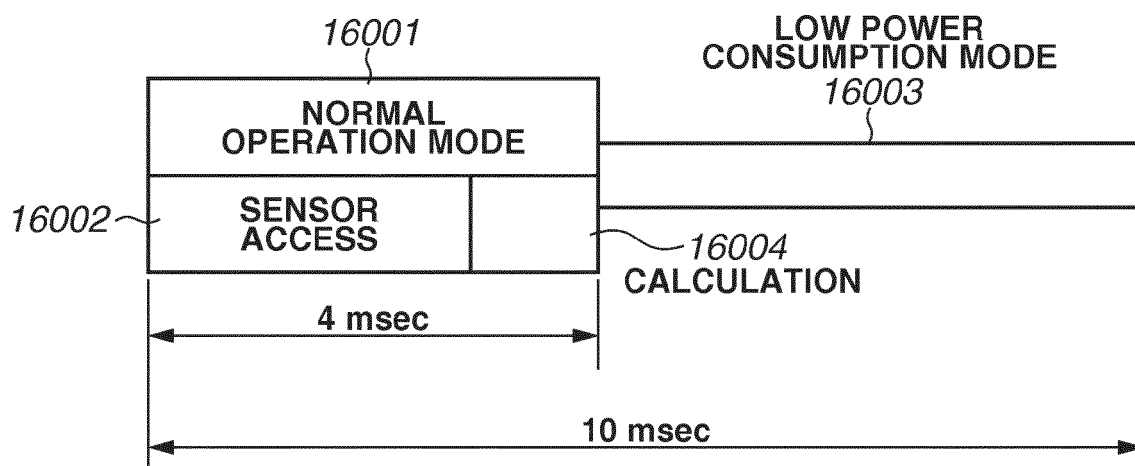 16001
LOW POWER
CONSUMPTION MODE
16003
NORMAL
OPERATION MODE
16002
SENSOR
ACCESS
16004
CALCULATION
4 msec
10 msec